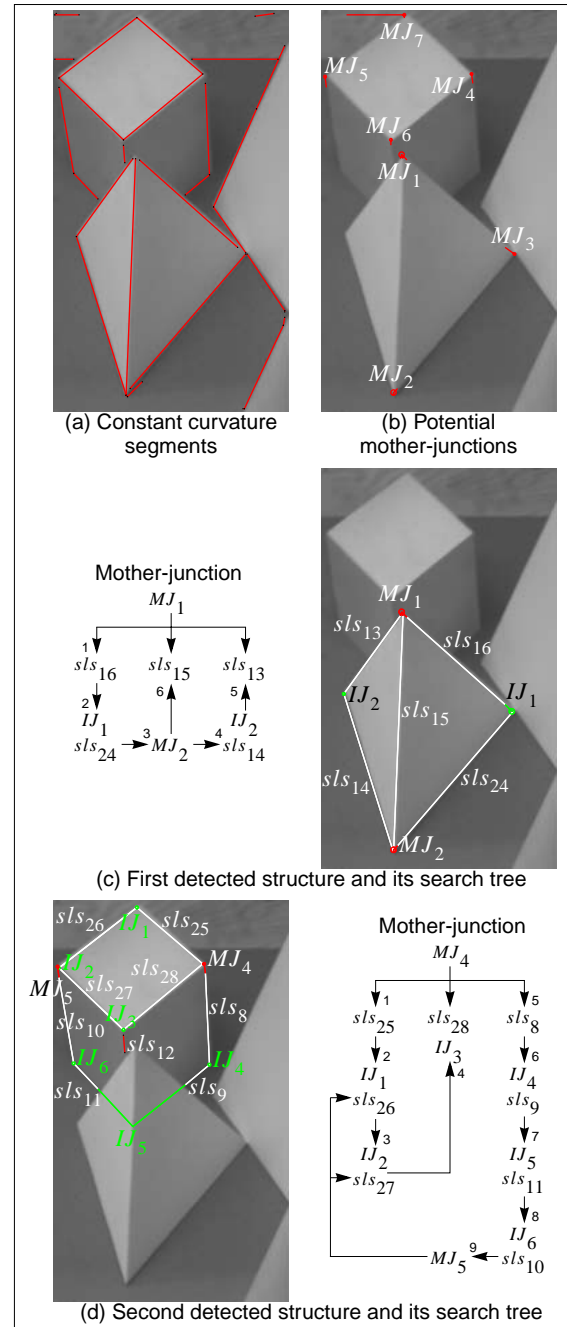 MJ7
MJ5
MJ4
MJ6
MJ1
MJ3
MJ2
(a) Constant curvature
segments
(b) Potential
mother-junctions
Mother-junction
MJ1
1
5
sls16 sls15 sls13
2 6
IJ1 IJ2
3 4
sls24 MJ2 sls14
MJ1
sls13 sls16
IJ2 IJ1
sls15
sls14 sls24
MJ2
(c) First detected structure and its search tree
sls26 IJ1 sls25
IJ2 sls28 MJ4
MJ5 sls27
sls10 IJ3 sls8
sls12
IJ6 IJ4
sls11 sls9
IJ5
Mother-junction
MJ4
1 5
sls25 sls28 sls8
IJ3
2 6
4
IJ1 IJ4
sls26 sls9
3 7
IJ2 IJ5
sls27 sls11
8
IJ6
9
MJ5 sls10
(d) Second detected structure and its search tree